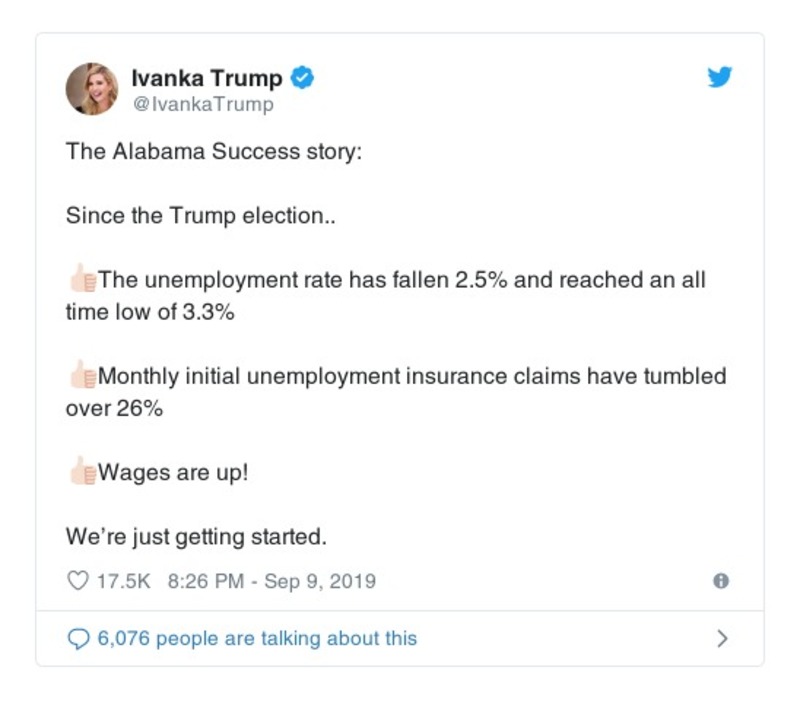 Ivanka Trump
@IvankaTrump
The Alabama Success story:
Since the Trump election..
👍🏻The unemployment rate has fallen 2.5% and reached an all
time low of 3.3%
👍🏻Monthly initial unemployment insurance claims have tumbled
over 26%
👍🏻Wages are up!
We’re just getting started.
17.5K 8:26 PM - Sep 9, 2019
6,076 people are talking about this